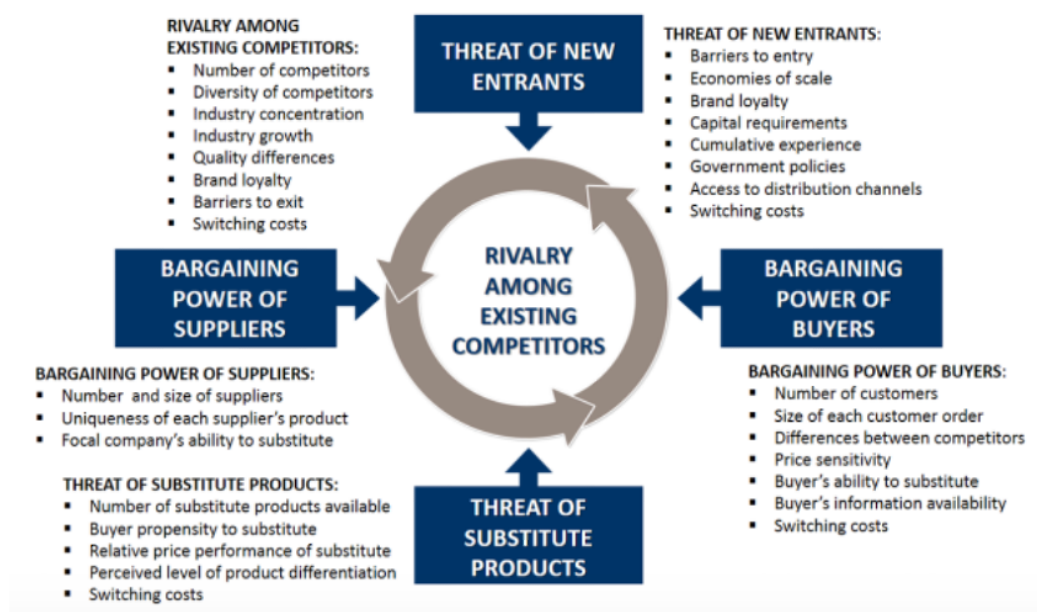 RIVALRY AMONG
EXISTING COMPETITORS:
▪ Number of competitors
▪ Diversity of competitors
▪ Industry concentration
▪ Industry growth
▪ Quality differences
▪ Brand loyalty
▪ Barriers to exit
▪ Switching costs
THREAT OF NEW
ENTRANTS
THREAT OF NEW ENTRANTS:
▪ Barriers to entry
▪ Economies of scale
▪ Brand loyalty
▪ Capital requirements
▪ Cumulative experience
▪ Government policies
▪ Access to distribution channels
▪ Switching costs
BARGAINING
POWER OF
SUPPLIERS
RIVALRY
AMONG
EXISTING
COMPETITORS
BARGAINING
POWER OF
BUYERS
BARGAINING POWER OF SUPPLIERS:
▪ Number and size of suppliers
▪ Uniqueness of each supplier's product
▪ Focal company's ability to substitute
BARGAINING POWER OF BUYERS:
▪ Number of customers
▪ Size of each customer order
▪ Differences between competitors
▪ Price sensitivity
▪ Buyer's ability to substitute
▪ Buyer's information availability
▪ Switching costs
THREAT OF SUBSTITUTE PRODUCTS:
▪ Number of substitute products available
▪ Buyer propensity to substitute
▪ Relative price performance of substitute
▪ Perceived level of product differentiation
▪ Switching costs
THREAT OF
SUBSTITUTE
PRODUCTS